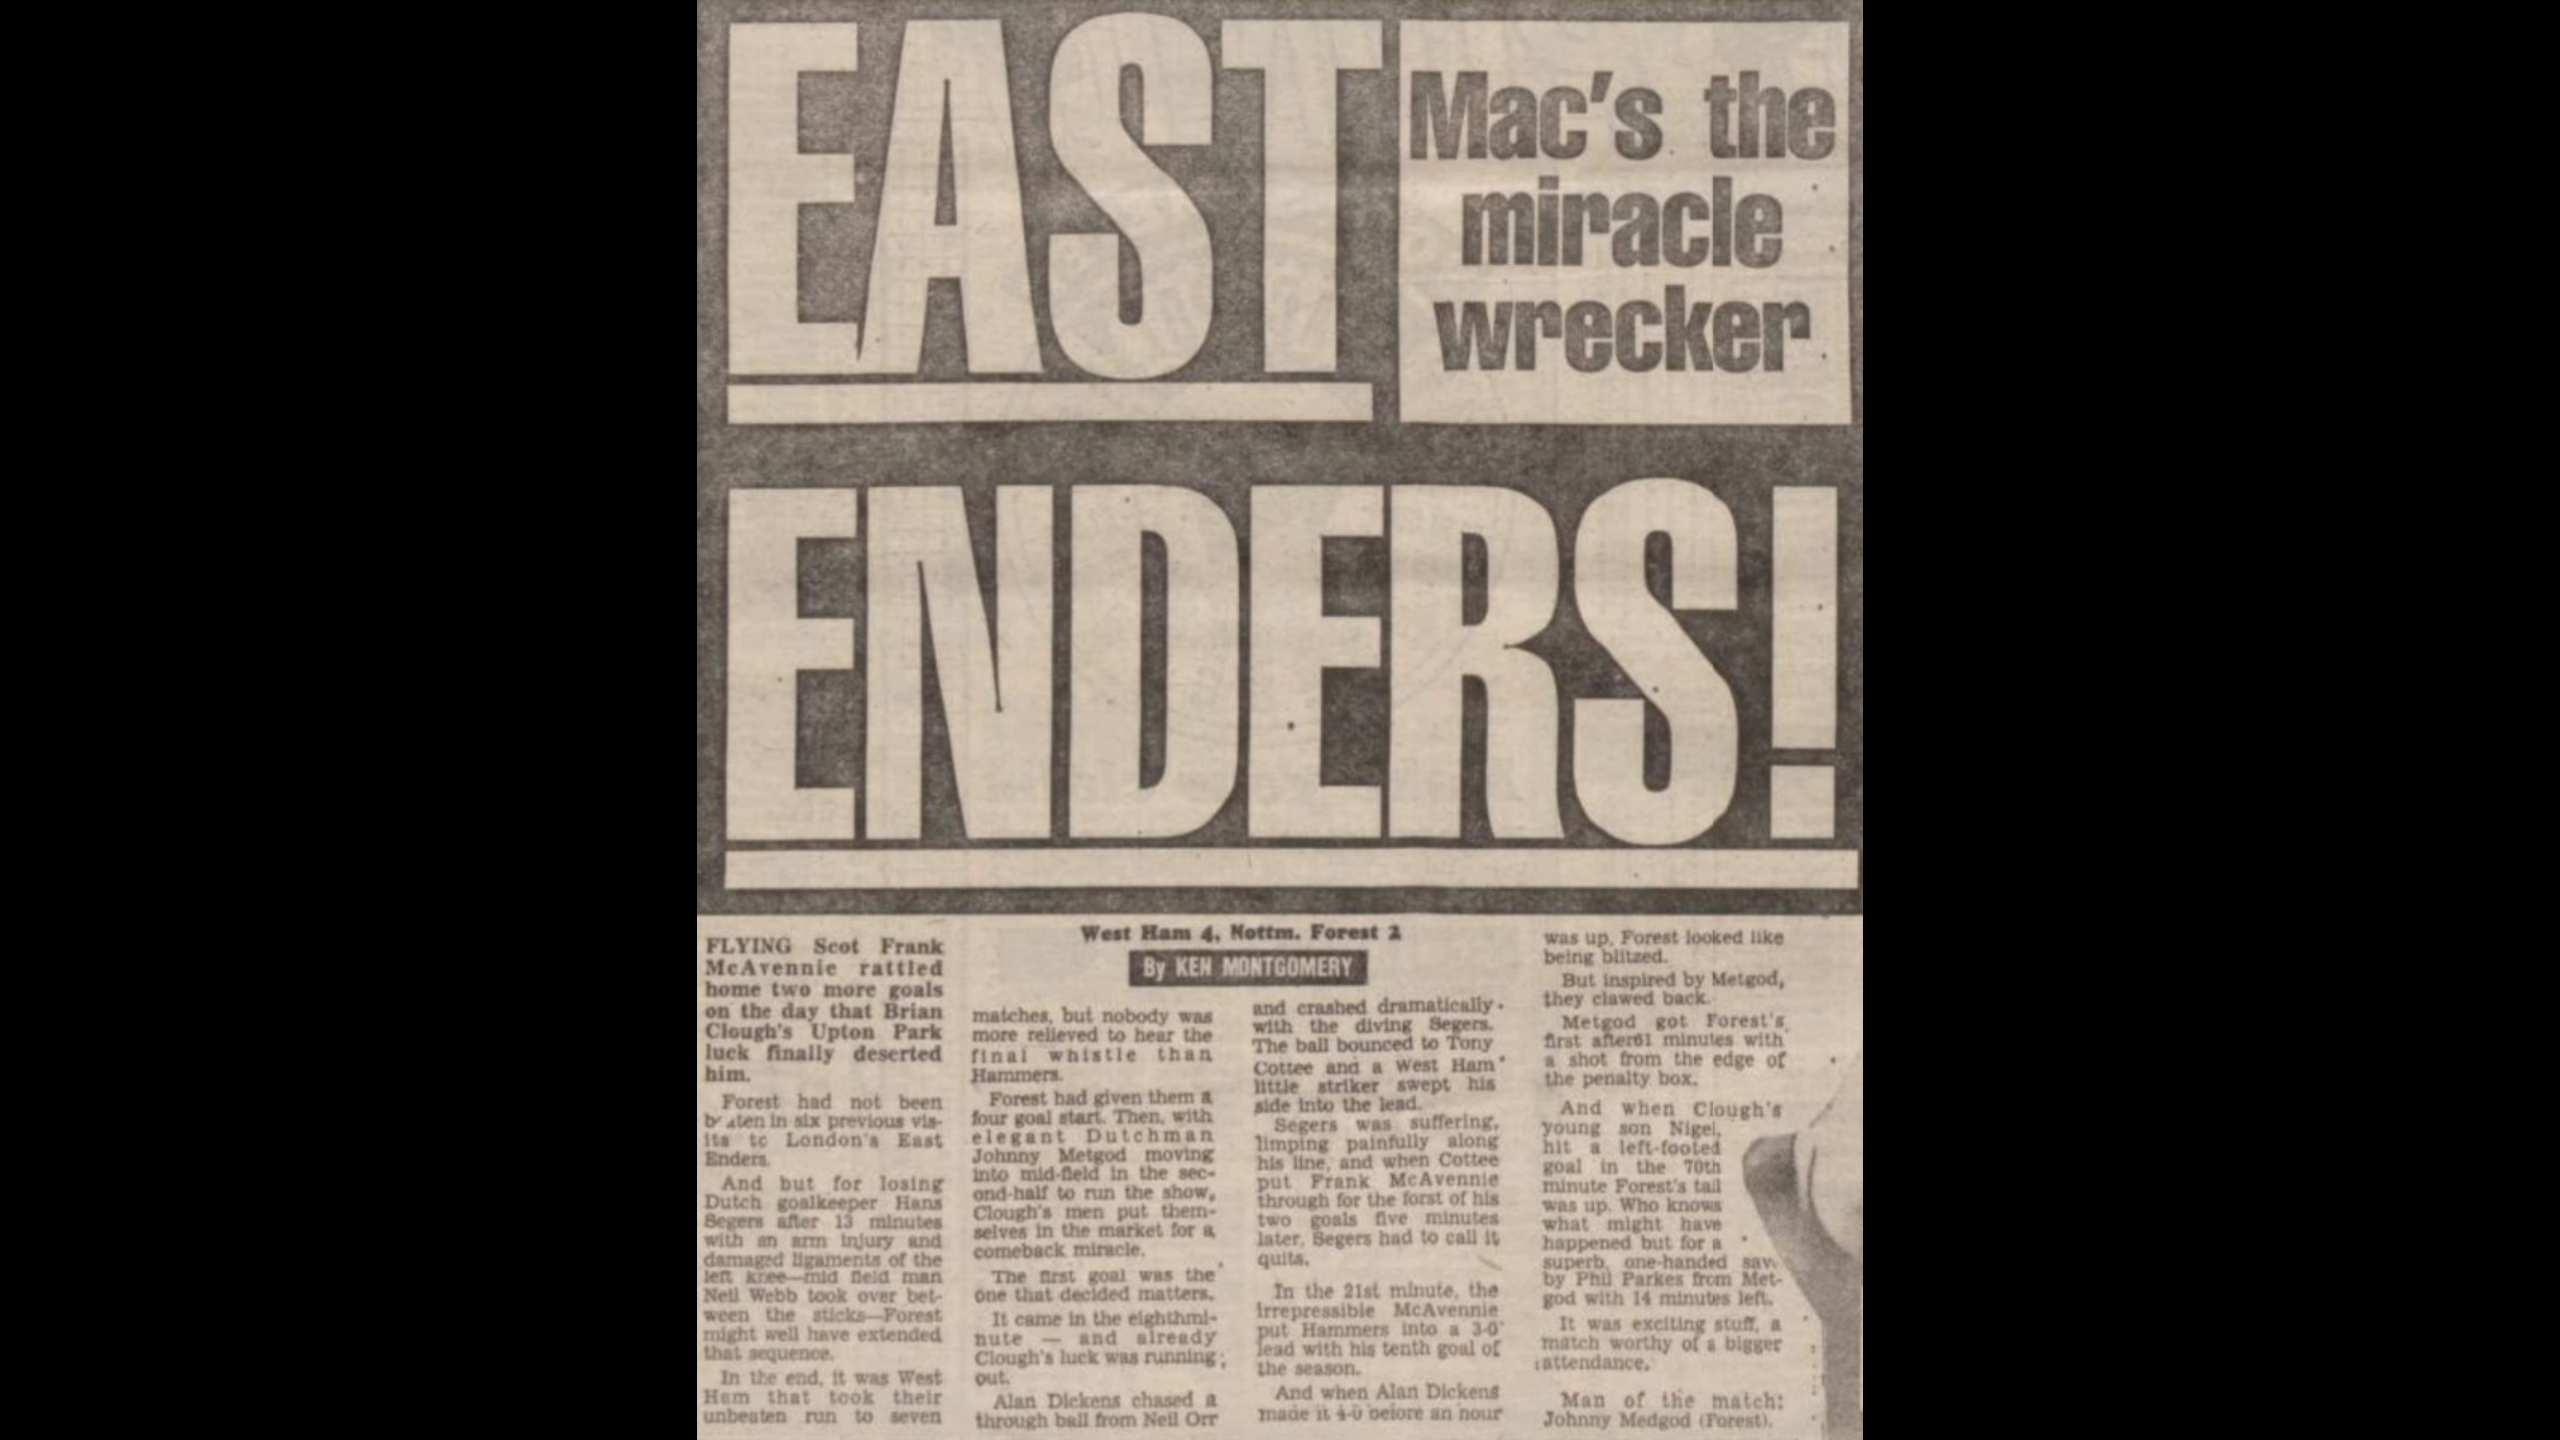 EAST
Mac's the
miracle
wrecker
ENDERS!
West Ham 4, Nottm. Forest 2
By KEN MONTGOMERY
FLYING Scot Frank
McAvennie rattled
home two more goals
on the day that Brian
Clough's Upton Park
luck finally deserted
him.
Forest had not been
beaten in six previous vis-
its to London's East
Enders.
And but for losing
Dutch goalkeeper Hans
Segers after 13 minutes
with an arm injury and
damaged ligaments of the
left knee—mid field man
Neil Webb took over bet-
ween the sticks—Forest
might well have extended
that sequence.
In the end, it was West
Ham that took their
unbeaten run to seven
matches, but nobody was
more relieved to hear the
final whistle than
Hammers.
Forest had given them a
four goal start. Then, with
elegant Dutchman
Johnny Metgod moving
into mid-field in the sec-
ond-half to run the show,
Clough's men put them-
selves in the market for a
comeback miracle.
The first goal was the
one that decided matters.
It came in the eighthmi-
nute — and already
Clough's luck was running
out.
Alan Dickens chased a
through ball from Neil Orr
and crashed dramatically
with the diving Segers.
The ball bounced to Tony
Cottee and a West Ham
little striker swept his
side into the lead.
Segers was suffering,
limping painfully along
his line, and when Cottee
put Frank McAvennie
through for the forst of his
two goals five minutes
later, Segers had to call it
quits.
In the 21st minute, the
irrepressible McAvennie
put Hammers into a 3-0
lead with his tenth goal of
the season.
And when Alan Dickens
made it 4-0 before an hour
was up, Forest looked like
being blitzed.
But inspired by Metgod,
they clawed back.
Metgod got Forest's
first after61 minutes with
a shot from the edge of
the penalty box.
And when Clough's
young son Nigel,
hit a left-footed
goal in the 70th
minute Forest's tail
was up. Who knows
what might have
happened but for a
superb, one-handed save
by Phil Parkes from Met-
god with 14 minutes left.
It was exciting stuff, a
match worthy of a bigger
attendance.
Man of the match:
Johnny Medgod (Forest).